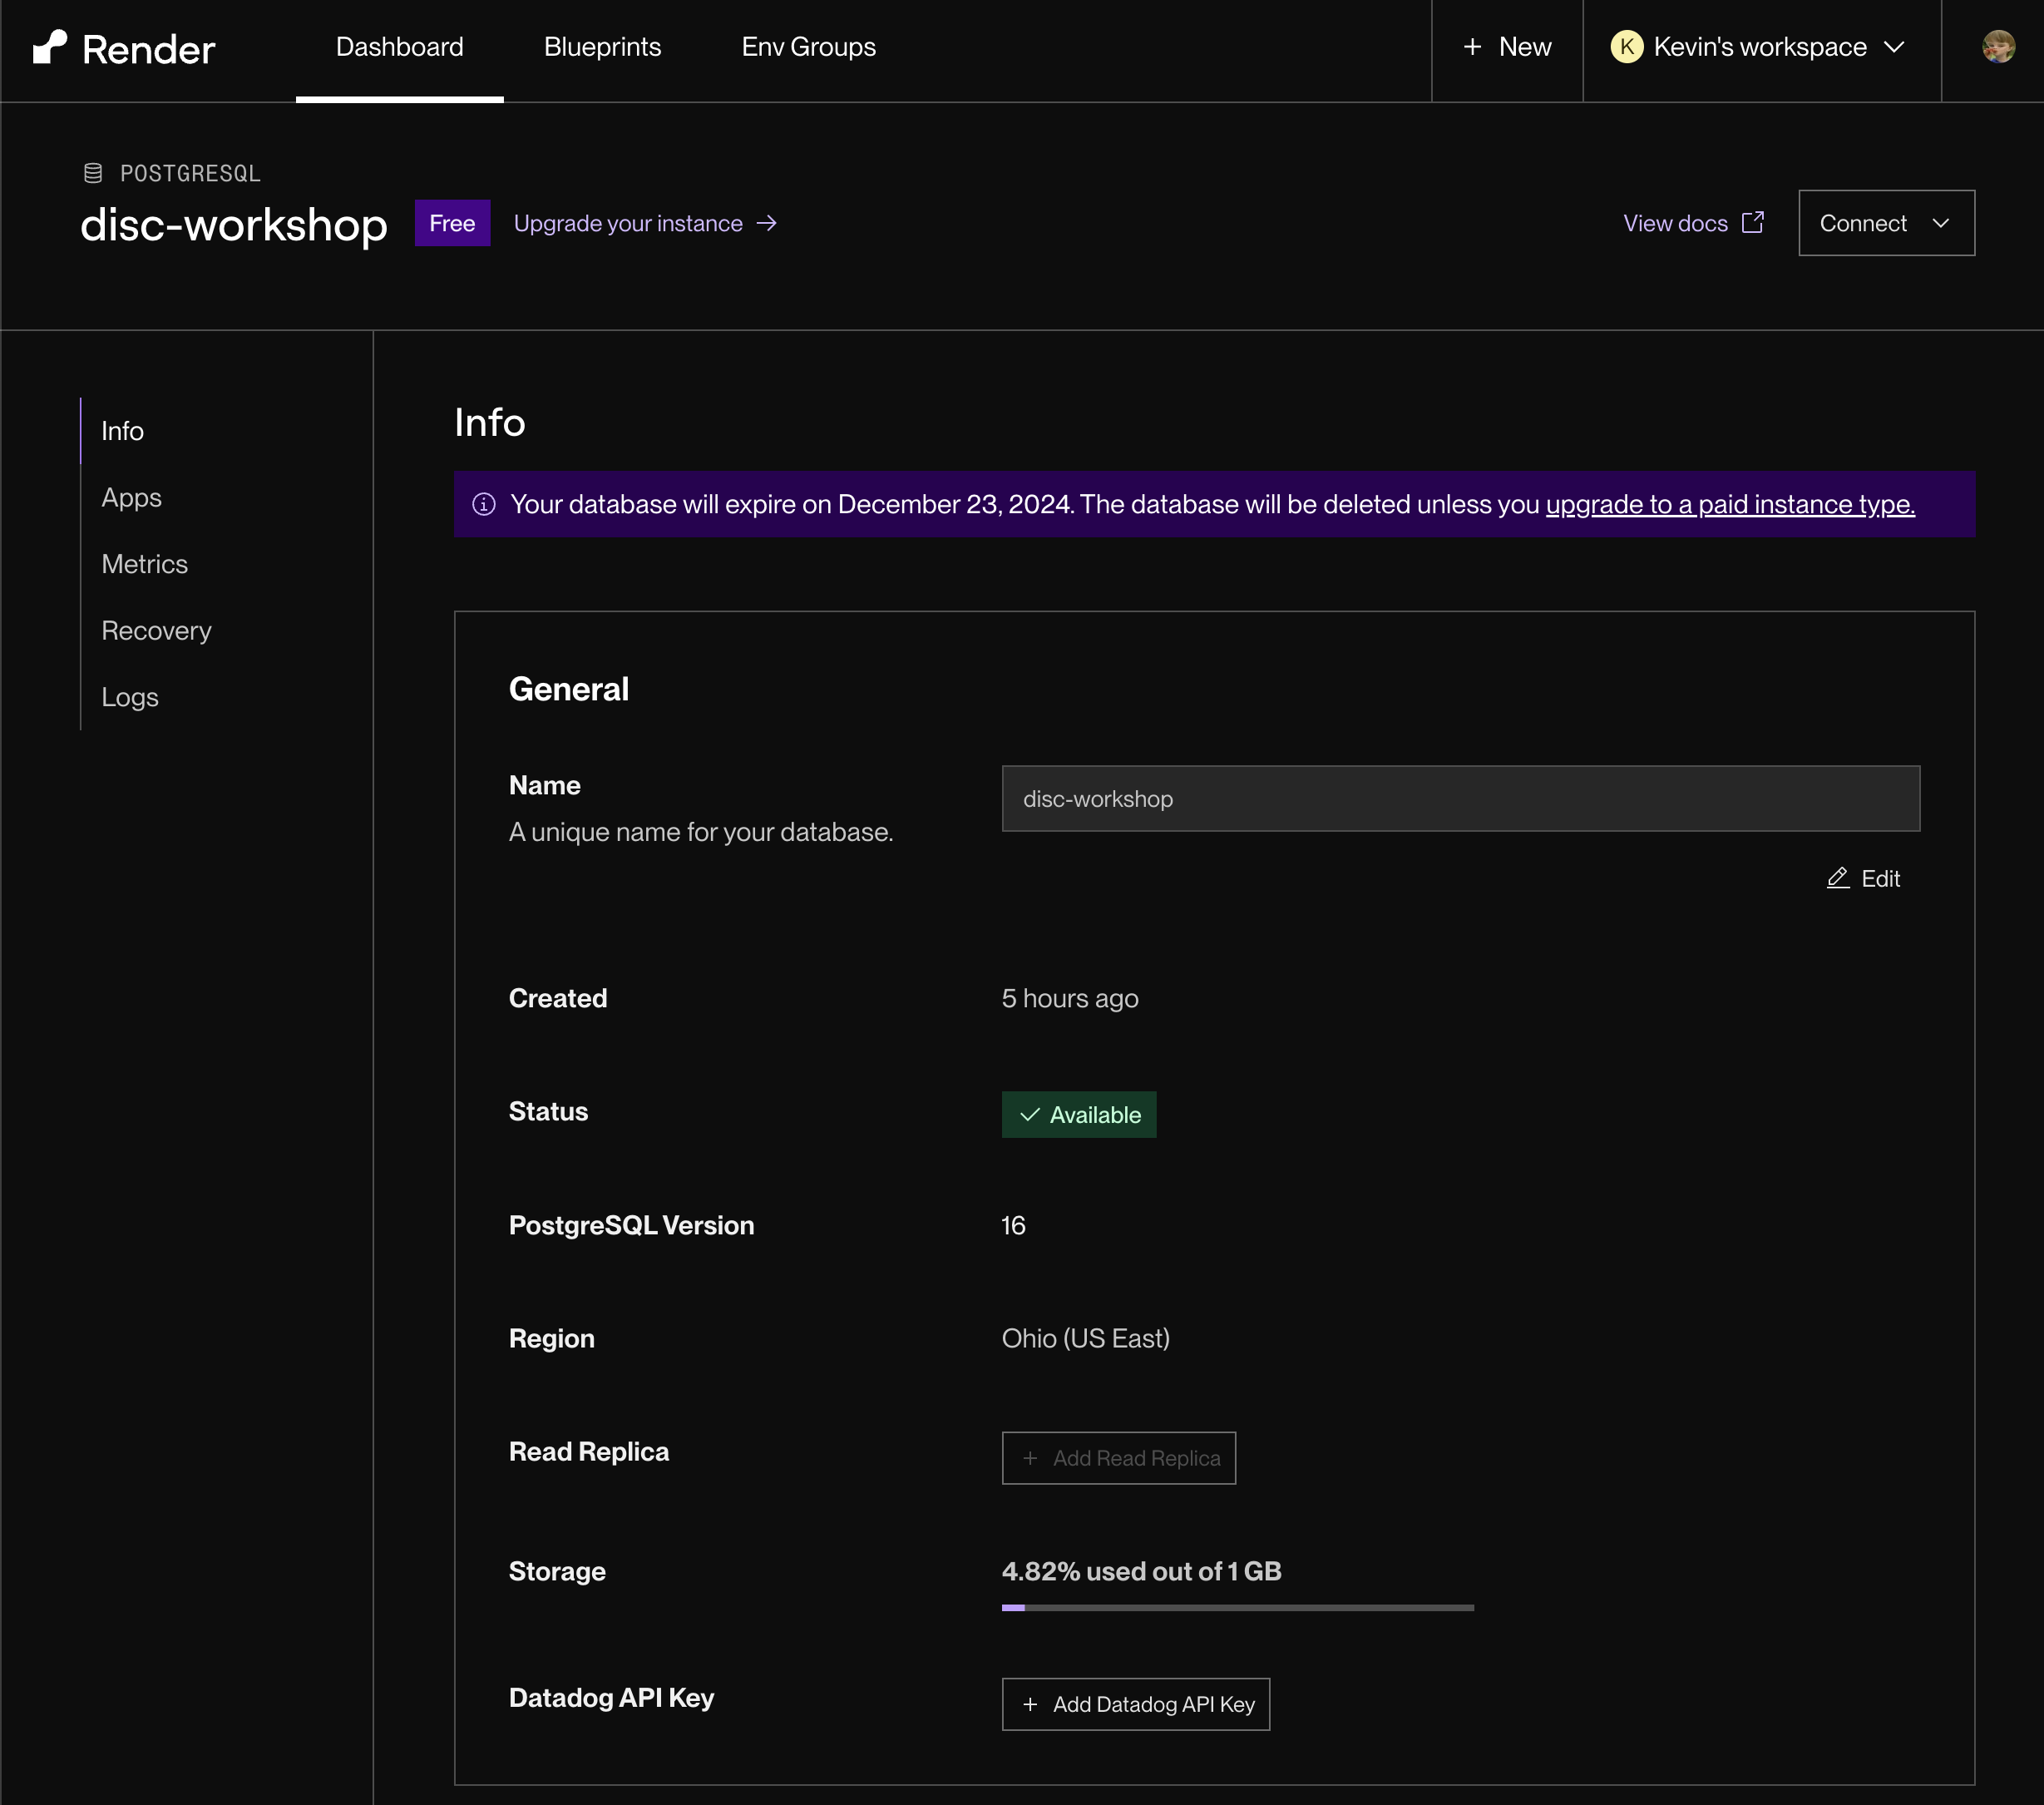 Render
Dashboard
Blueprints
Env Groups
+ New
K Kevin's workspace
POSTGRESQL
disc-workshop
Free
Upgrade your instance →
View docs
Connect
Info
Apps
Metrics
Recovery
Logs
Info
Your database will expire on December 23, 2024. The database will be deleted unless you upgrade to a paid instance type.
General
Name
A unique name for your database.
disc-workshop
Edit
Created
5 hours ago
Status
Available
PostgreSQL Version
16
Region
Ohio (US East)
Read Replica
+ Add Read Replica
Storage
4.82% used out of 1 GB
Datadog API Key
+ Add Datadog API Key